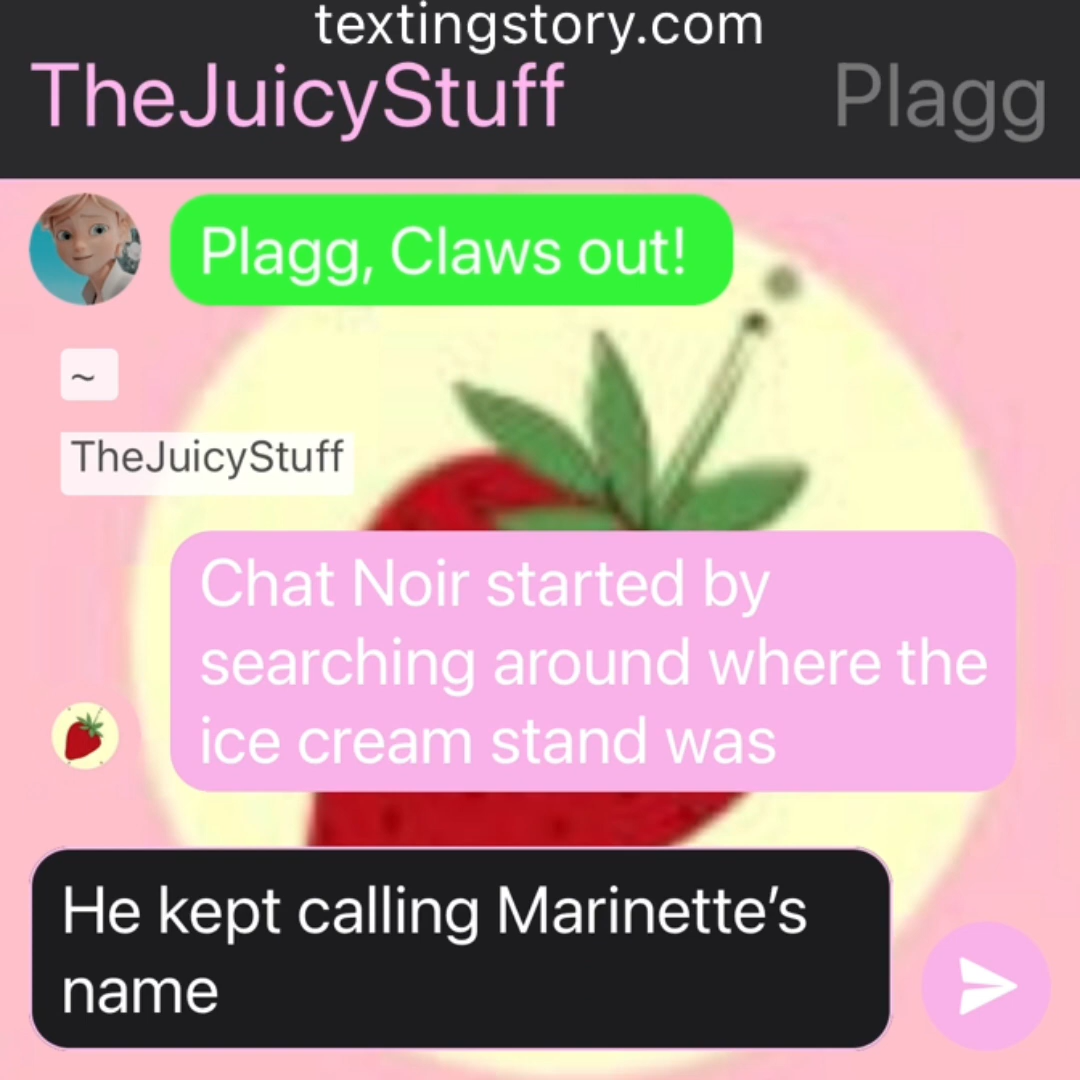 textingstory.com
TheJuicyStuff Plagg
Plagg, Claws out!
~
TheJuicyStuff
Chat Noir started by
searching around where the
ice cream stand was
He kept calling Marinette’s
name